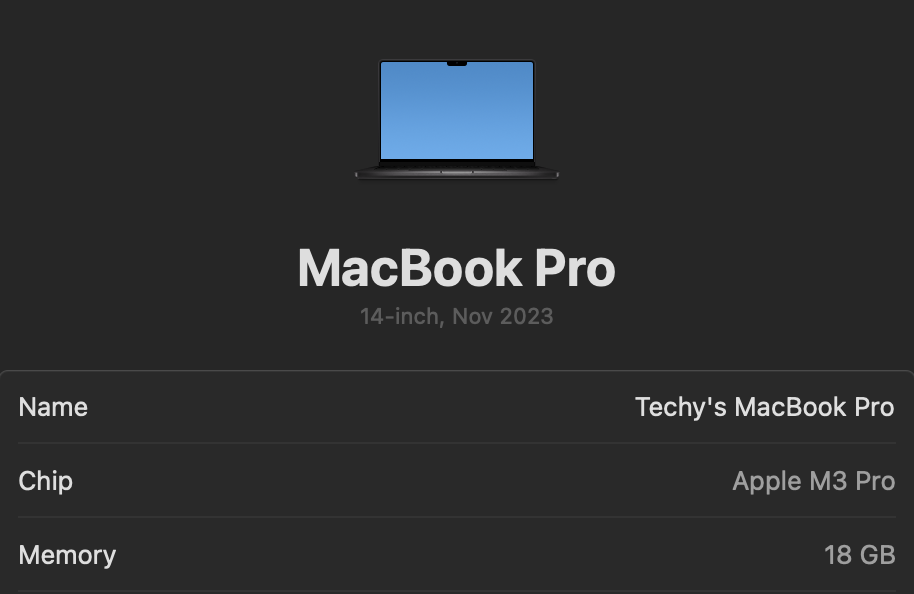 MacBook Pro
14-inch, Nov 2023
Name Techy's MacBook Pro
Chip Apple M3 Pro
Memory 18 GB